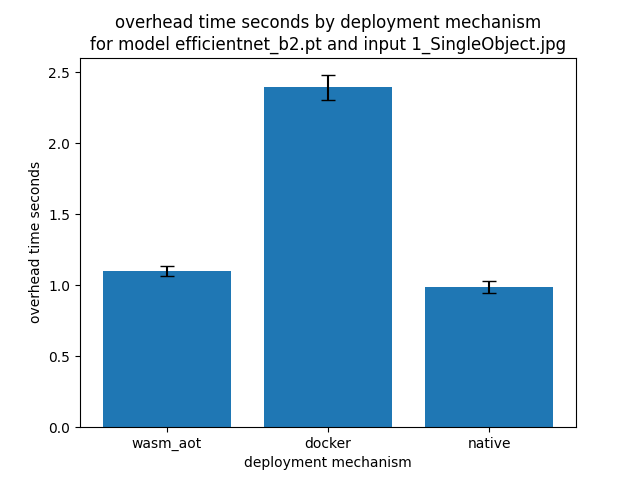 overhead time seconds by deployment mechanism
for model efficientnet_b2.pt and input 1_SingleObject.jpg
overhead time seconds
2.5
2.0
1.5
1.0
0.5
0.0
wasm_aot
docker
native
deployment mechanism